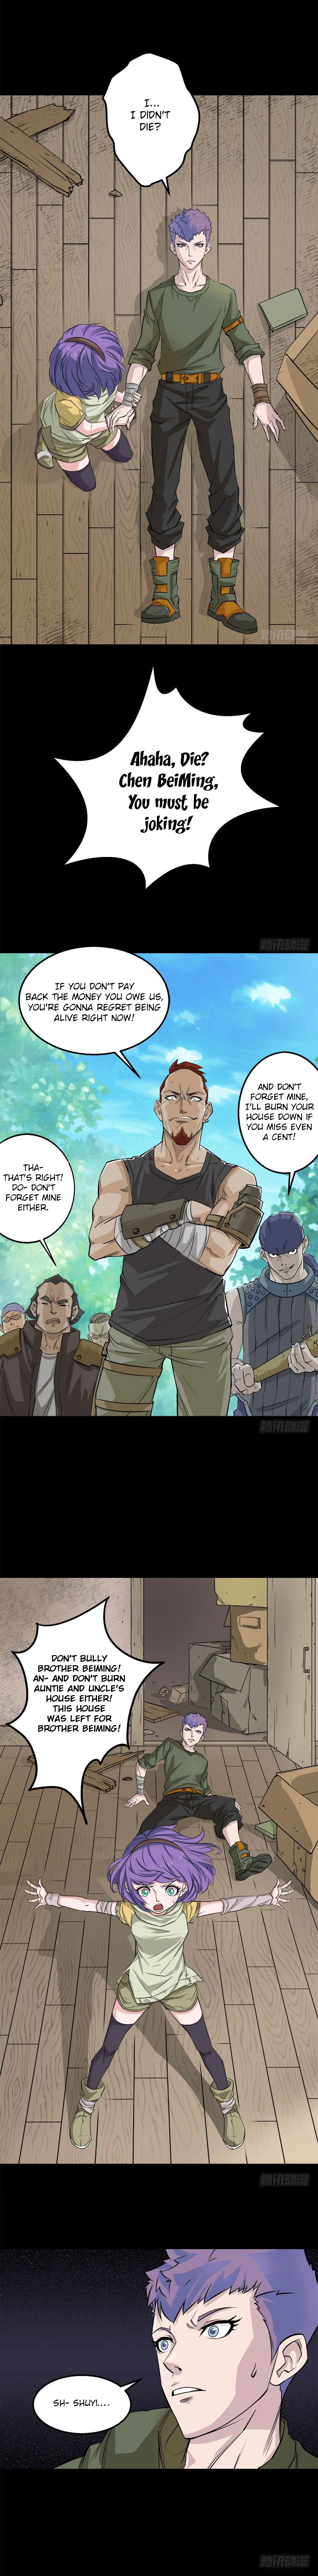 I...
I DIDN'T
DIE?
Ahaha, Die?
Chen BeiMing,
You must be
joking!
IF YOU DON'T PAY
BACK THE MONEY YOU OWE US,
YOU'RE GONNA REGRET BEING
ALIVE RIGHT NOW!
AND DON'T
FORGET MINE,
I'LL BURN YOUR
HOUSE DOWN IF
YOU MISS EVEN
A CENT!
THA-
THAT'S RIGHT!
DO- DON'T
FORGET MINE
EITHER.
DON'T BULLY
BROTHER BEIMING!
AN- AND DON'T BURN
AUNTIE AND UNCLE'S
HOUSE EITHER!
THIS HOUSE
WAS LEFT FOR
BROTHER BEIMING!
SH- SHUYI....